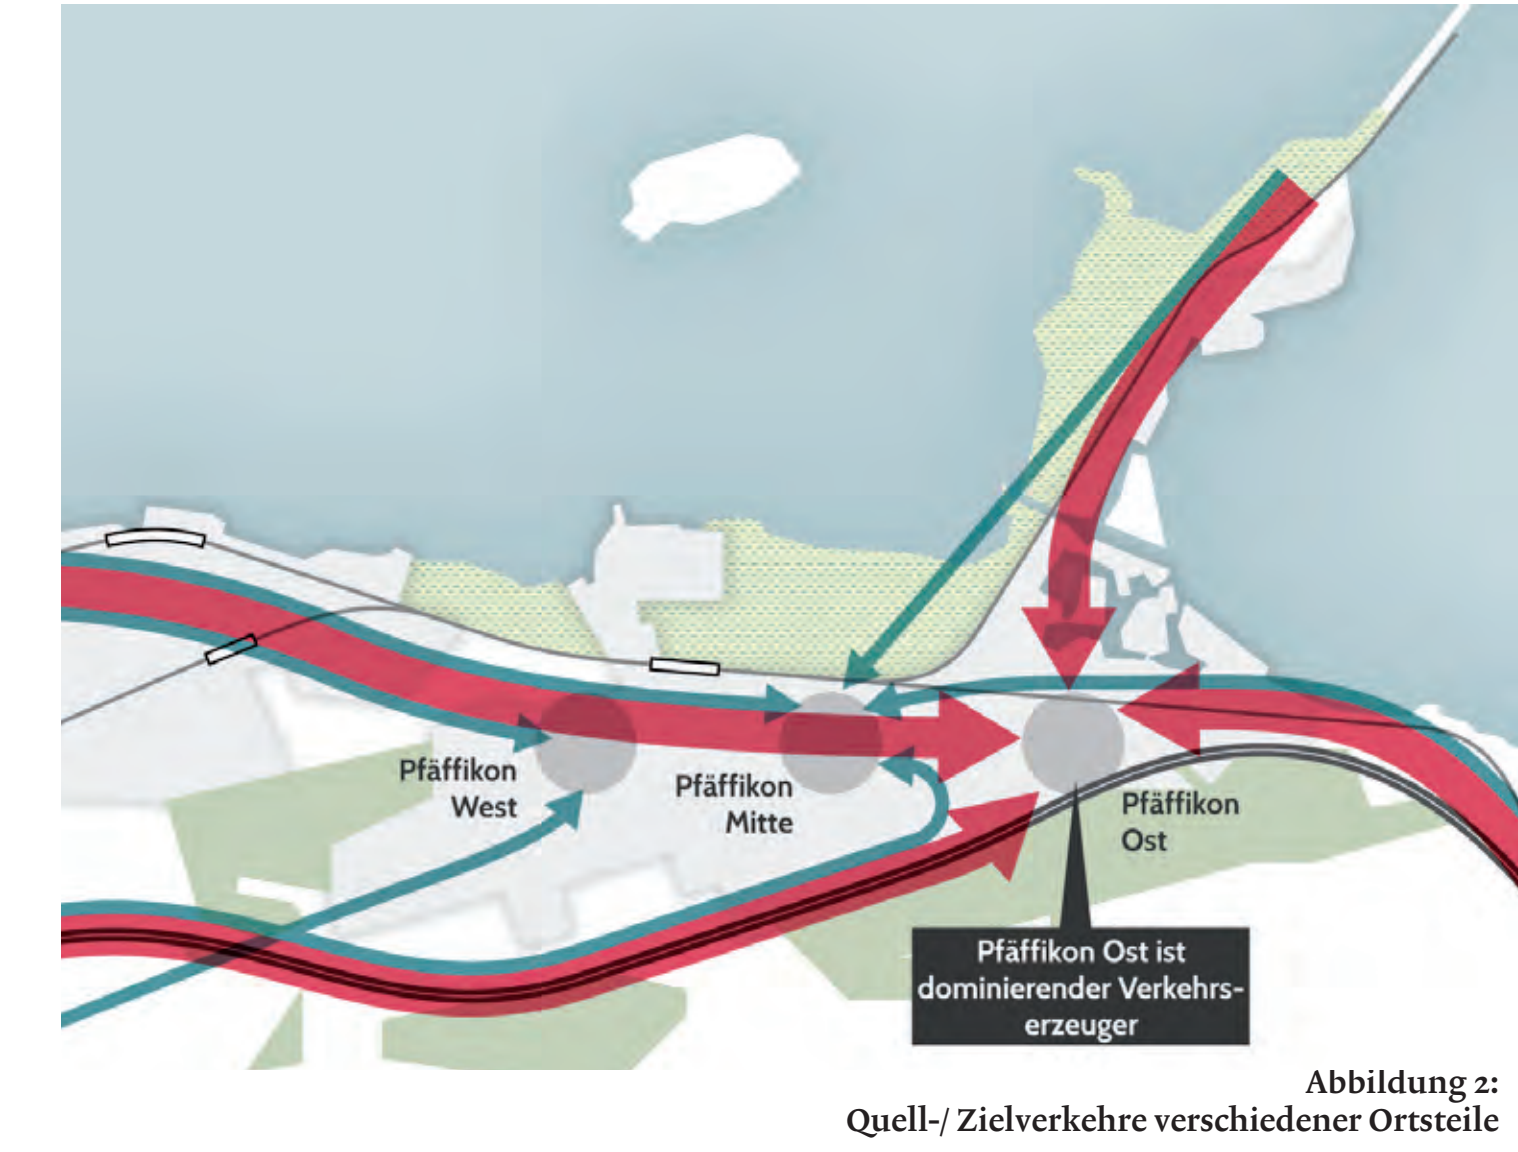 Pfäffikon
West
Pfäffikon
Mitte
Pfäffikon
Ost
Pfäffikon Ost ist
dominierender Verkehrs-
erzeuger
Abbildung 2:
Quell-/ Zielverkehre verschiedener Ortsteile